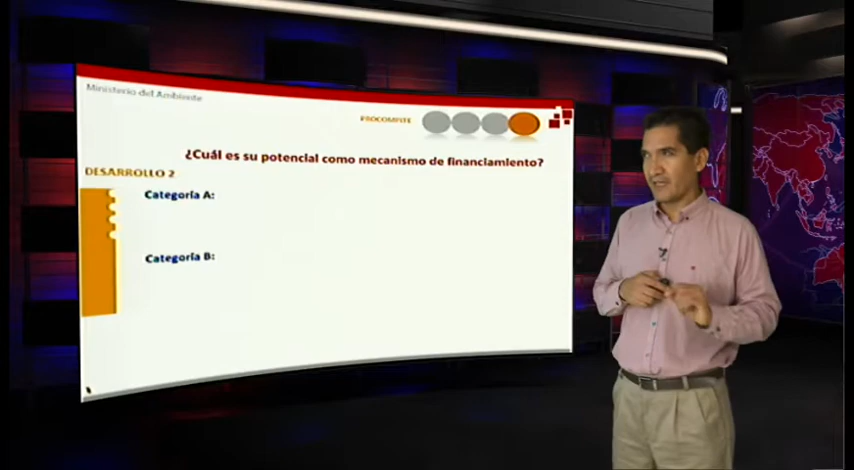 Ministerio del Ambiente
PROCOMPITE
¿Cuál es su potencial como mecanismo de financiamiento?
DESARROLLO 2
Categoría A:
Categoría B: